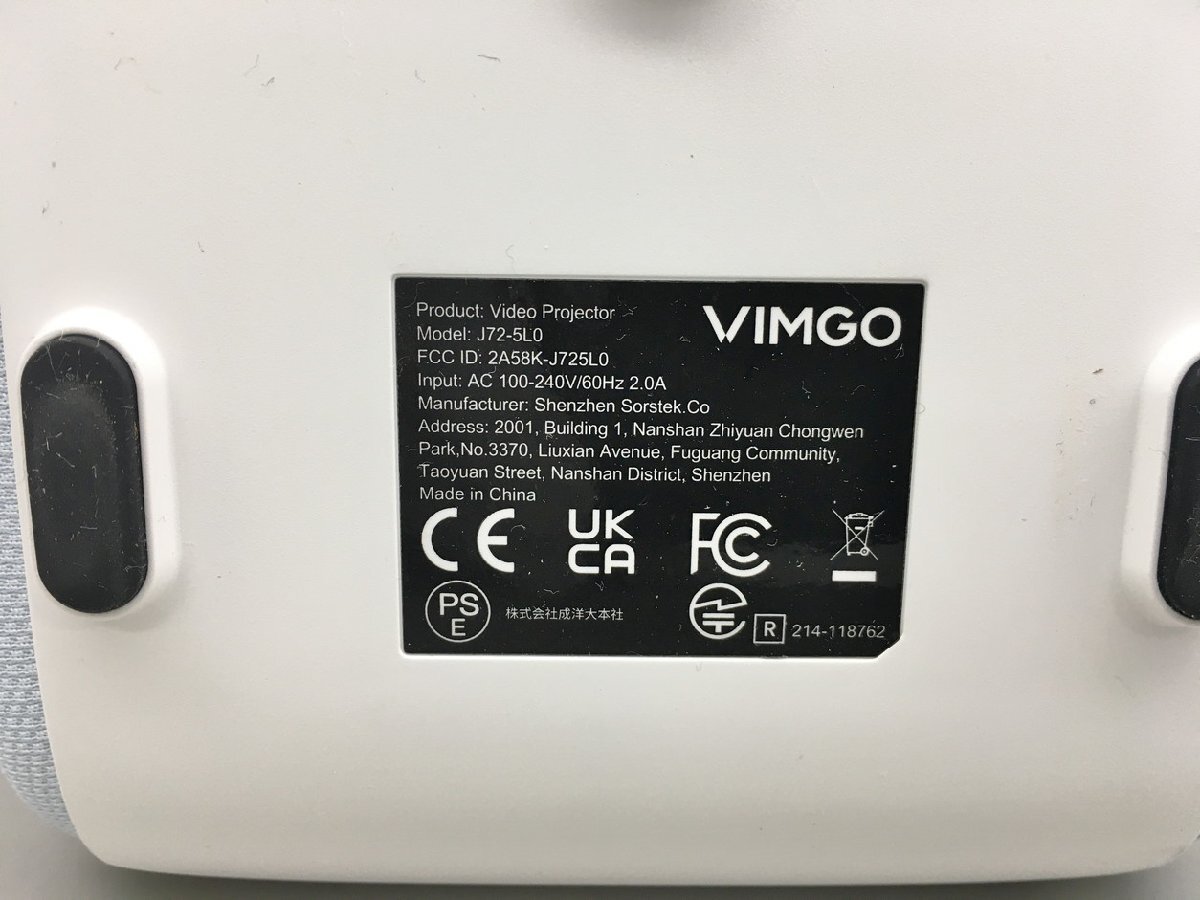 VIMGO
Product: Video Projector
Model: J72-5L0
FCC ID: 2A58K-J725L0
Input: AC 100-240V/60Hz 2.0A
Manufacturer: Shenzhen Sorstek.Co
Address: 2001, Building 1, Nanshan Zhiyuan Chongwen
Park,No.3370, Liuxian Avenue, Fuguang Community,
Taoyuan Street, Nanshan District, Shenzhen
Made in China
CE UK CA FC
PS E 株式会社成洋大本社 R 214-118762